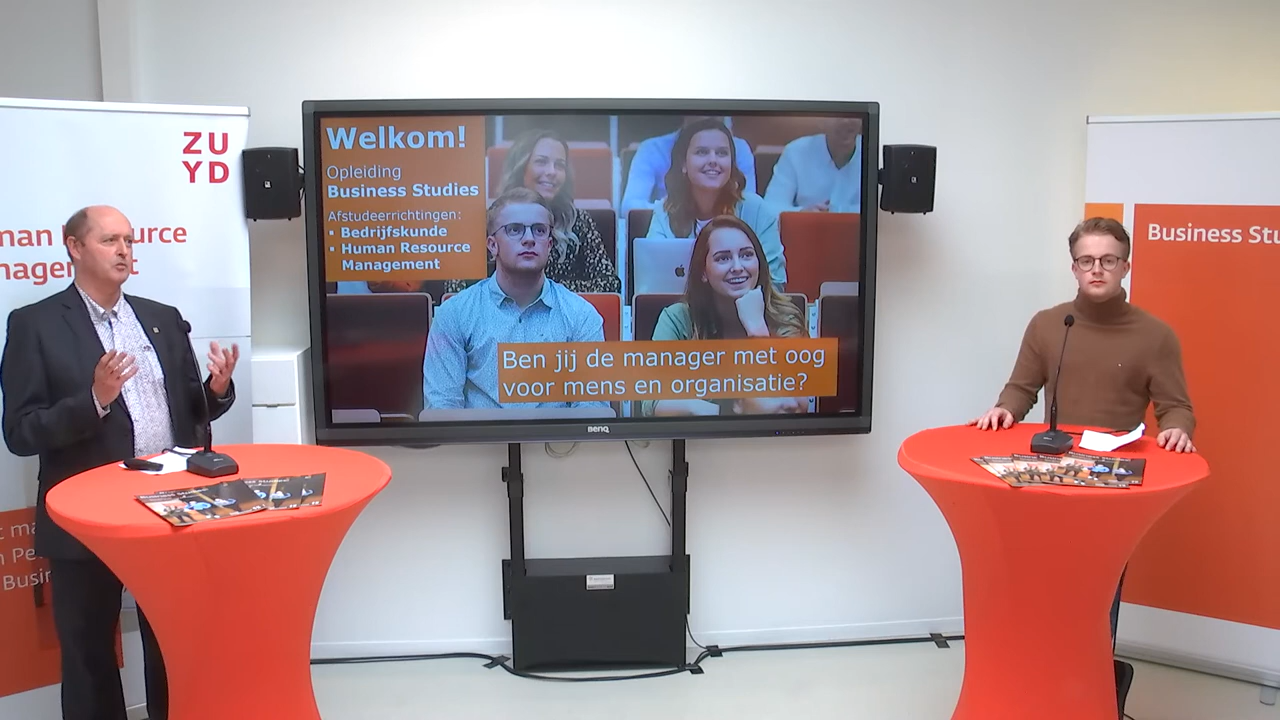 ZU
YD
man Resource
Welkom!
Opleiding
Business Studies
Afstudeerrichtingen:
▪ Bedrijfskunde
▪ Human Resource
Management
Ben jij de manager met oog
voor mens en organisatie?
BenQ
Business Stu